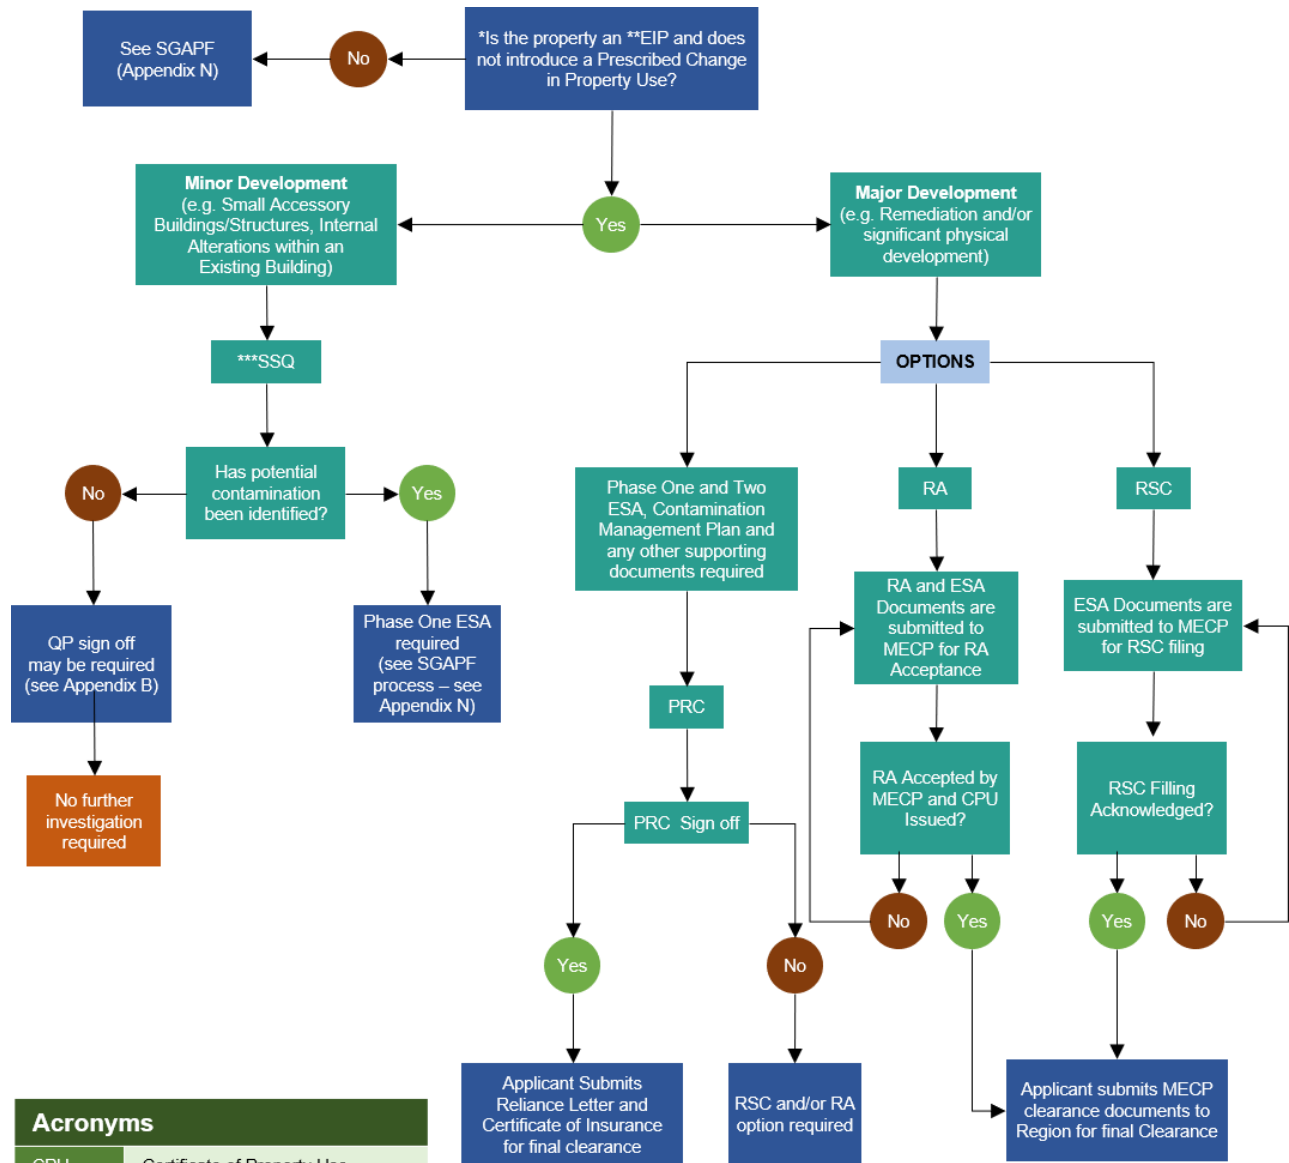 See SGAPF
(Appendix N)
No
*Is the property an **EIP and does
not introduce a Prescribed Change
in Property Use?
Minor Development
(e.g. Small Accessory
Buildings/Structures, Internal
Alterations within an
Existing Building)
Yes
Major Development
(e.g. Remediation and/or
significant physical
development)
***SSQ
OPTIONS
No
Has potential
contamination
been identified?
Yes
Phase One and Two
ESA, Contamination
Management Plan and
any other supporting
documents required
RA
RSC
QP sign off
may be required
(see Appendix B)
Phase One ESA
required
(see SGAPF
process – see
Appendix N)
RA and ESA
Documents are
submitted to
MECP for RA
Acceptance
ESA Documents are
submitted to MECP
for RSC filing
PRC
No further
investigation
required
PRC Sign off
RA Accepted by
MECP and CPU
Issued?
RSC Filling
Acknowledged?
No
Yes
Yes
No
Yes
No
Applicant Submits
Reliance Letter and
Certificate of Insurance
for final clearance
RSC and/or RA
option required
Applicant submits MECP
clearance documents to
Region for final Clearance
Acronyms
CPU Certificate of Property Use